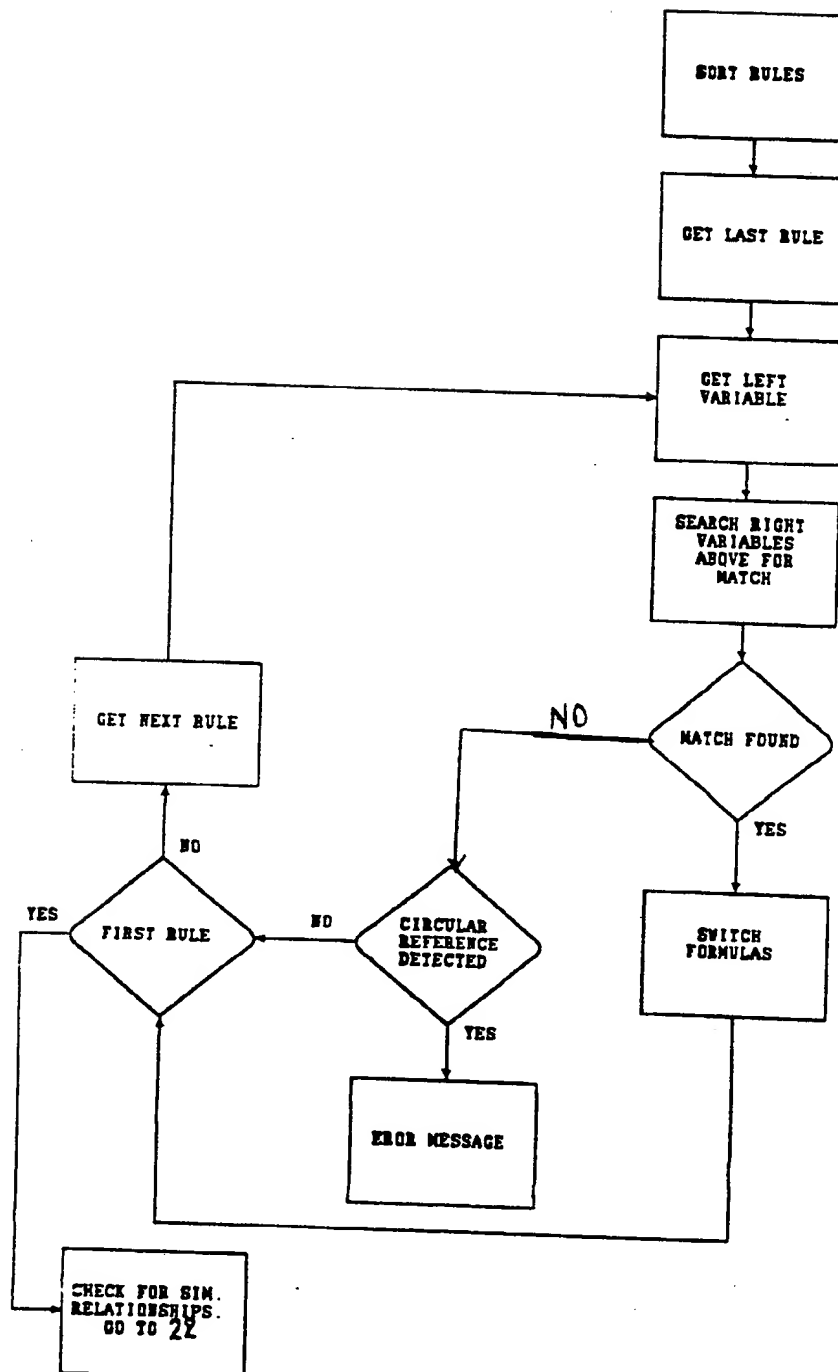 SORT RULES
GET LAST RULE
GET LEFT
VARIABLE
SEARCH RIGHT
VARIABLES
ABOVE FOR
MATCH
GET NEXT RULE
NO
MATCH FOUND
YES
NO
YES
FIRST RULE
NO
CIRCULAR
REFERENCE
DETECTED
SWITCH
FORMULAS
YES
EROR MESSAGE
CHECK FOR SIM.
RELATIONSHIPS.
GO TO 22